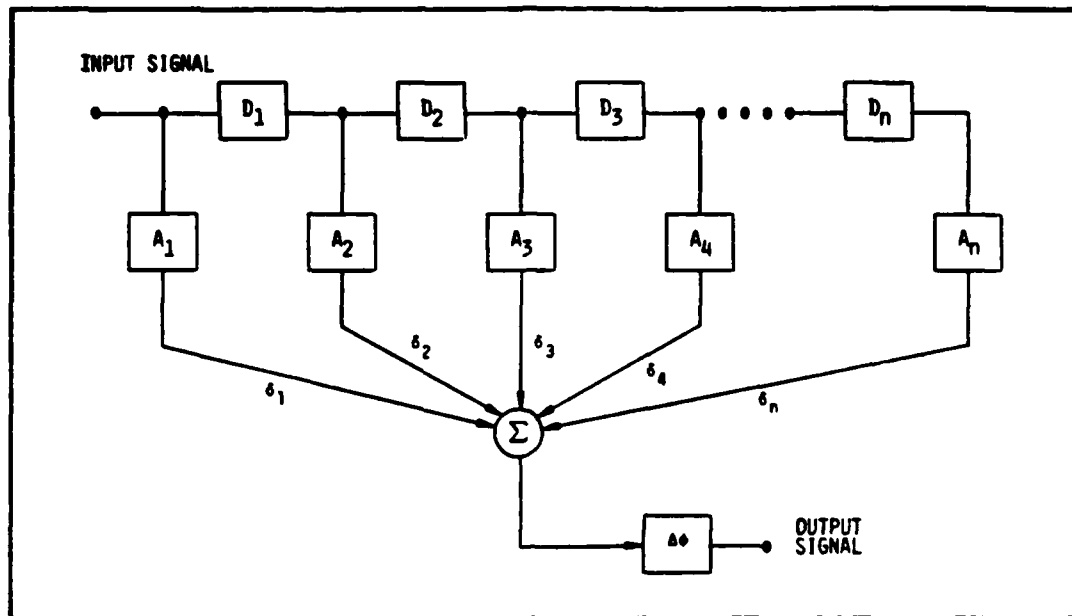 INPUT SIGNAL
D₁ D₂ D₃ Dₙ
A₁ A₂ A₃ A₄ Aₙ
δ₁ δ₂ δ₃ δ₄ δₙ
Σ
Δϕ
OUTPUT
SIGNAL